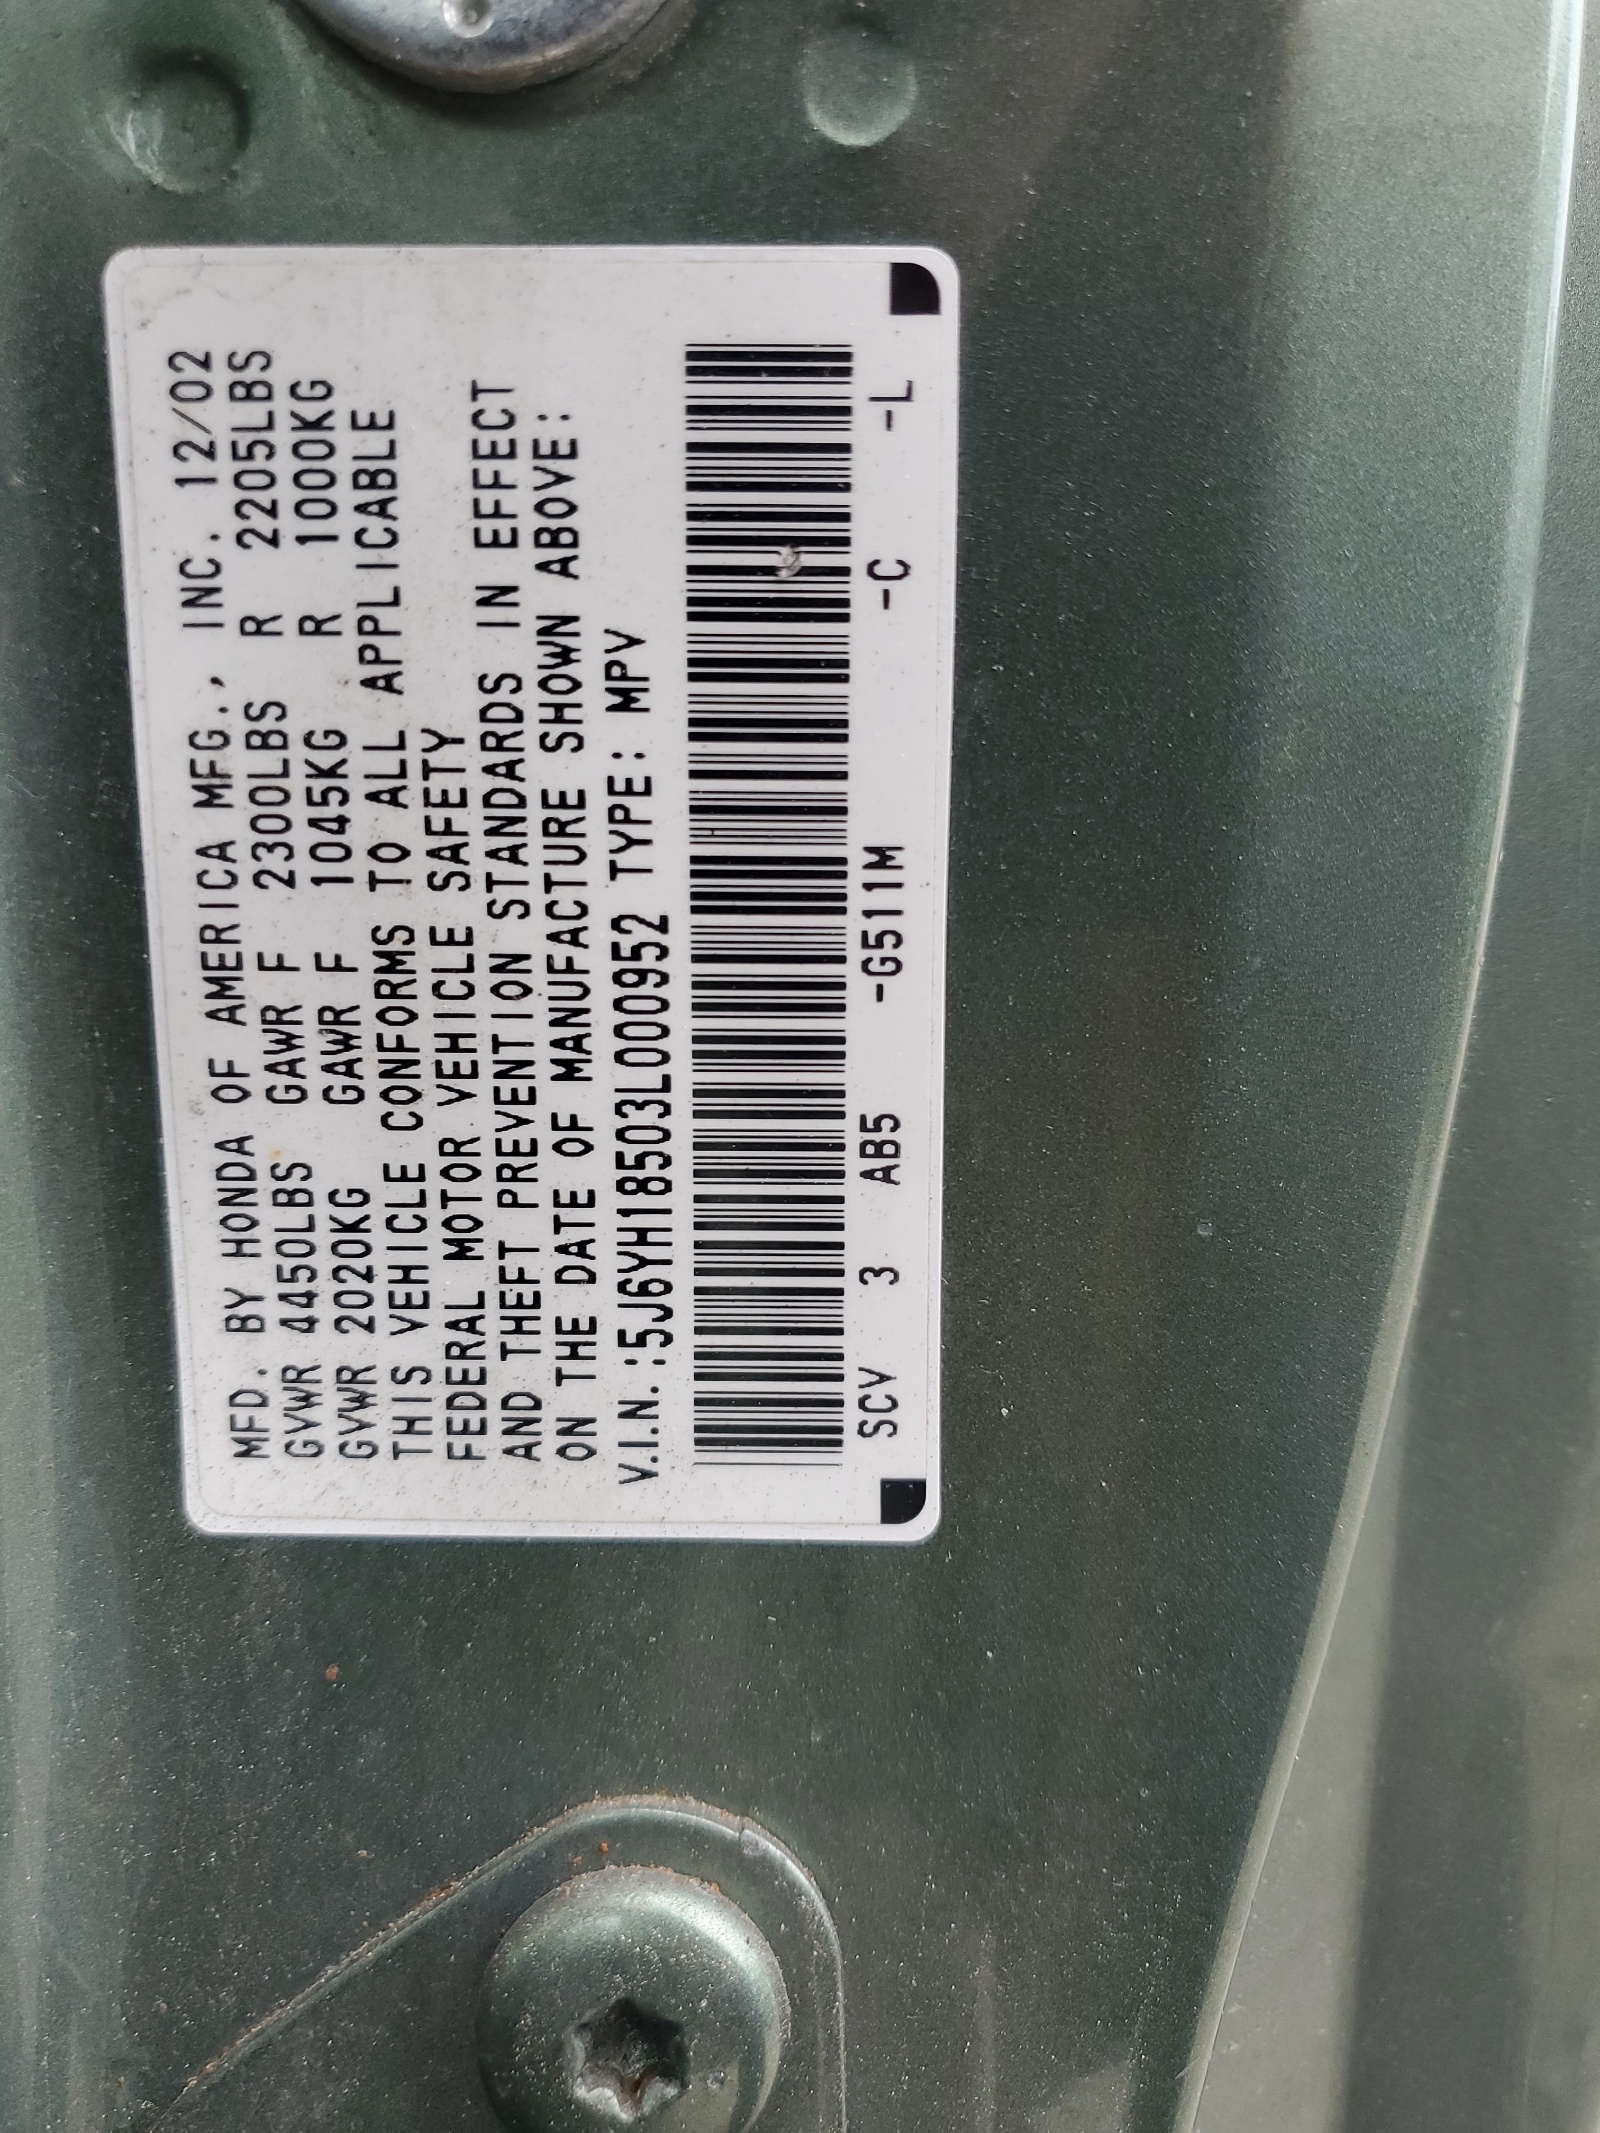 MFD. BY HONDA OF AMERICA MFG., INC. 12/02
GVWR 4450LBS GAWR F 2300LBS R 2205LBS
GVWR 2020KG GAWR F 1045KG R 1000KG
THIS VEHICLE CONFORMS TO ALL APPLICABLE
FEDERAL MOTOR VEHICLE SAFETY
AND THEFT PREVENTION STANDARDS IN EFFECT
ON THE DATE OF MANUFACTURE SHOWN ABOVE:
V.I.N.:5J6YH18503L000952 TYPE: MPV
SCV 3 AB5 -G511M -C -L